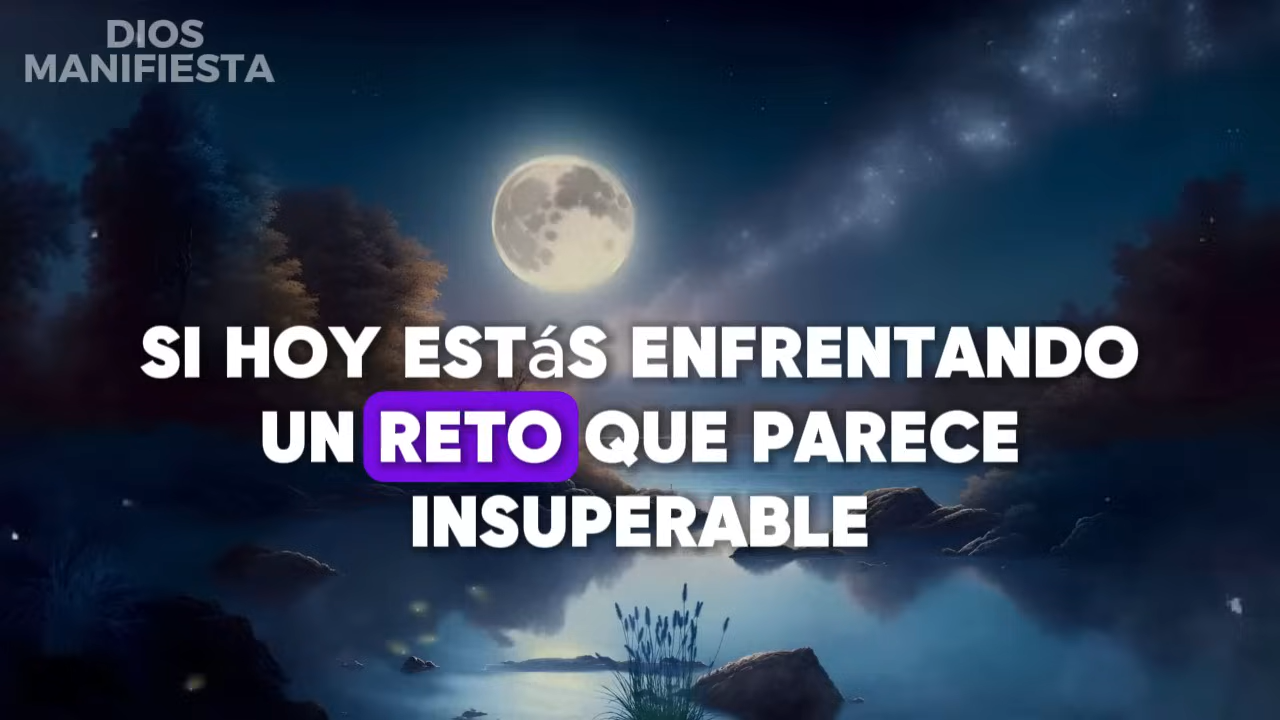 DIOS
MANIFIESTA
SI HOY ESTáS ENFRENTANDO
UN RETO QUE PARECE
INSUPERABLE